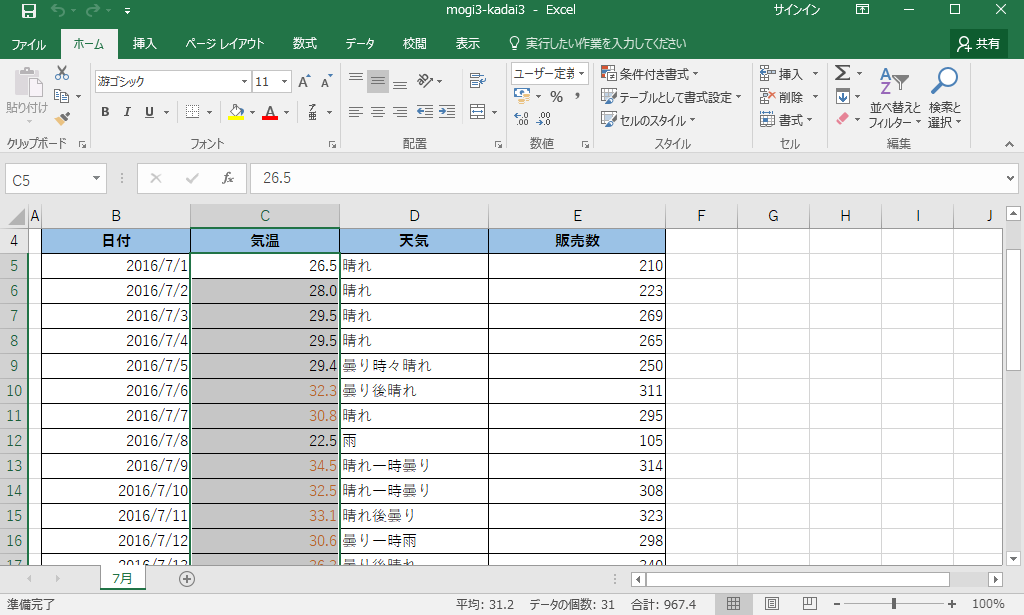 mogi3-kadai3 - Excel サインイン
ファイル ホーム 挿入 ページ レイアウト 数式 データ 校閲 表示 実行したい作業を入力してください 共有
貼り付け 游ゴシック 11 ユーザー定義 条件付き書式 テーブルとして書式設定 セルのスタイル 挿入 削除 書式 並べ替えと フィルター 検索と 選択
B I U A A A % ,
クリップボード フォント 配置 数値 スタイル セル 編集
C5 fx 26.5
A B C D E F G H I J
4 日付 気温 天気 販売数
5 2016/7/1 26.5 晴れ 210
6 2016/7/2 28.0 晴れ 223
7 2016/7/3 29.5 晴れ 269
8 2016/7/4 29.5 晴れ 265
9 2016/7/5 29.4 曇り時々晴れ 250
10 2016/7/6 32.3 曇り後晴れ 311
11 2016/7/7 30.8 晴れ 295
12 2016/7/8 22.5 雨 105
13 2016/7/9 34.5 晴れ一時曇り 314
14 2016/7/10 32.5 晴れ一時曇り 308
15 2016/7/11 33.1 晴れ後曇り 323
16 2016/7/12 30.6 曇り一時雨 298
17 2016/7/13 曇り後晴れ
7月
準備完了 平均: 31.2 データの個数: 31 合計: 967.4 100%